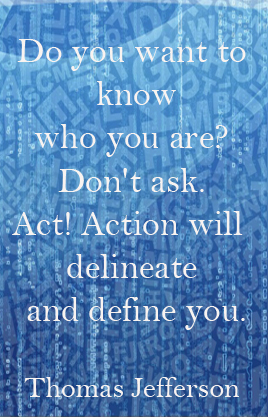 Do you want to
know
who you are?
Don't ask.
Act! Action will
delineate
and define you.
Thomas Jefferson